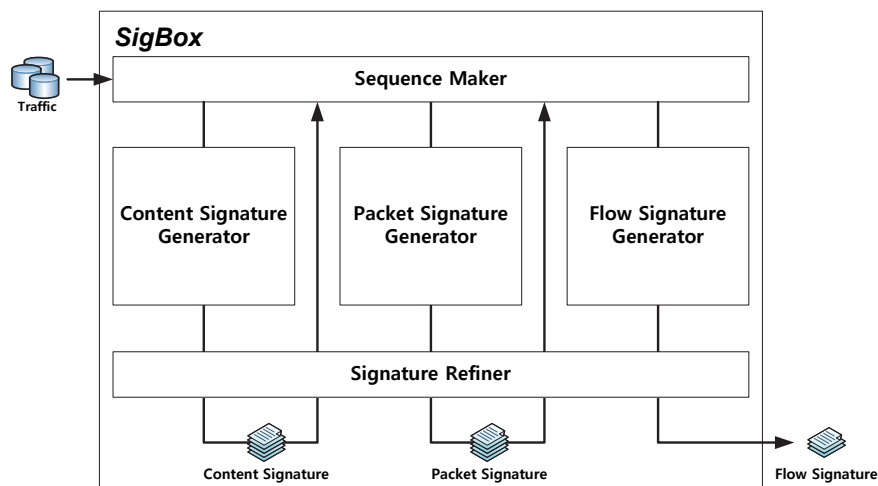 SigBox
Sequence Maker
Traffic
Content Signature
Generator
Packet Signature
Generator
Flow Signature
Generator
Signature Refiner
Content Signature
Packet Signature
Flow Signature